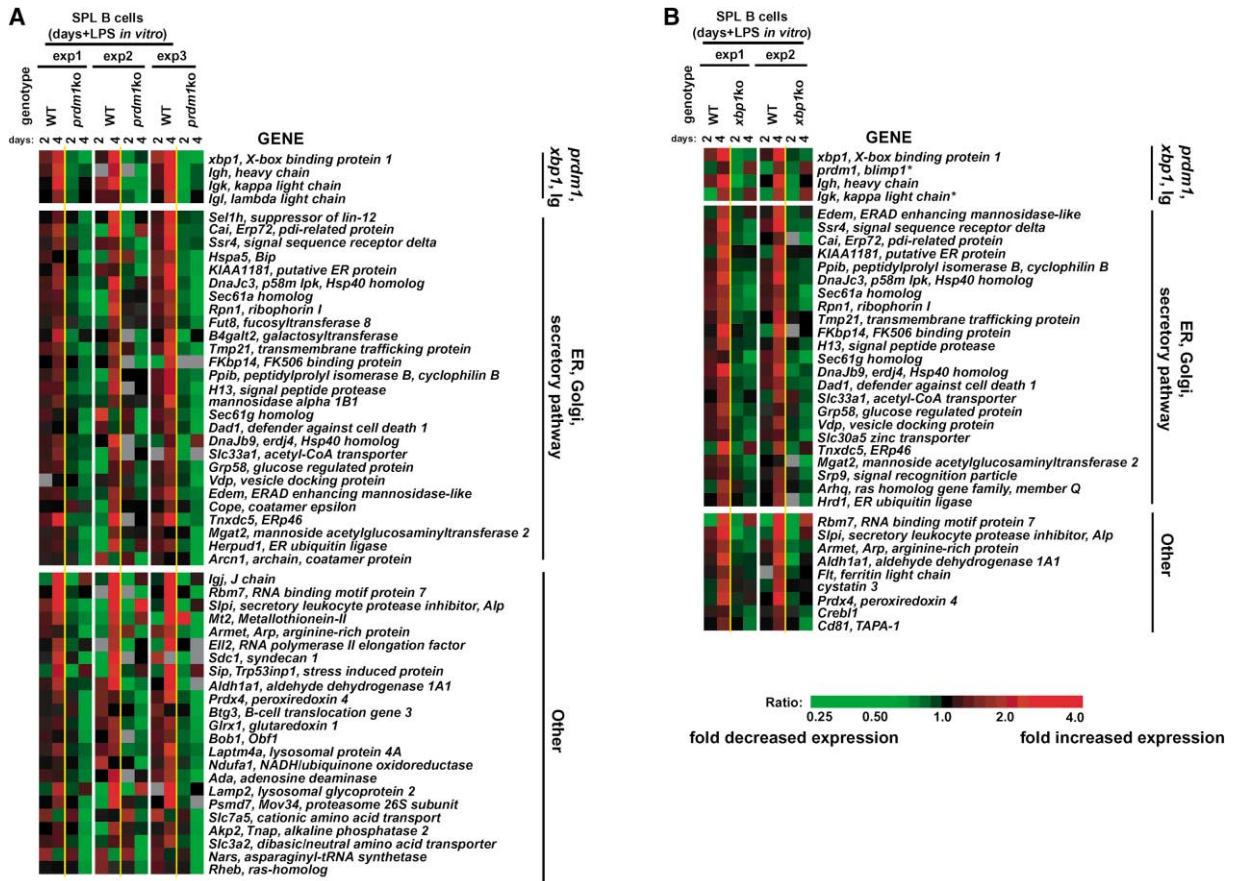 A
SPL B cells
(days+LPS in vitro)
exp1 exp2 exp3
genotype WT prdm1ko WT prdm1ko WT prdm1ko
days: 2 4 2 4 2 4 2 4 2 4 2 4
GENE
xbp1, X-box binding protein 1
Igh, heavy chain
Igk, kappa light chain
Igl, lambda light chain
prdm1,
xbp1, Ig
Sel1h, suppressor of lin-12
Cai, Erp72, pdi-related protein
Ssr4, signal sequence receptor delta
Hspa5, Bip
KIAA1181, putative ER protein
DnaJc3, p58m Ipk, Hsp40 homolog
Sec61a homolog
Rpn1, ribophorin I
Fut8, fucosyltransferase 8
B4galt2, galactosyltransferase
Tmp21, transmembrane trafficking protein
FKbp14, FK506 binding protein
Ppib, peptidylprolyl isomerase B, cyclophilin B
H13, signal peptide protease
mannosidase alpha 1B1
Sec61g homolog
Dad1, defender against cell death 1
DnaJb9, erdj4, Hsp40 homolog
Slc33a1, acetyl-CoA transporter
Grp58, glucose regulated protein
Vdp, vesicle docking protein
Edem, ERAD enhancing mannosidase-like
Cope, coatamer epsilon
Tnxdc5, ERp46
Mgat2, mannoside acetylglucosaminyltransferase 2
Herpud1, ER ubiquitin ligase
Arcn1, archain, coatamer protein
ER, Golgi,
secretory pathway
Igj, J chain
Rbm7, RNA binding motif protein 7
Slpi, secretory leukocyte protease inhibitor, Alp
Mt2, Metallothionein-II
Armet, Arp, arginine-rich protein
Ell2, RNA polymerase II elongation factor
Sdc1, syndecan 1
Sip, Trp53inp1, stress induced protein
Aldh1a1, aldehyde dehydrogenase 1A1
Prdx4, peroxiredoxin 4
Btg3, B-cell translocation gene 3
Glrx1, glutaredoxin 1
Bob1, Obf1
Laptm4a, lysosomal protein 4A
Ndufa1, NADH/ubiquinone oxidoreductase
Ada, adenosine deaminase
Lamp2, lysosomal glycoprotein 2
Psmd7, Mov34, proteasome 26S subunit
Slc7a5, cationic amino acid transport
Akp2, Tnap, alkaline phosphatase 2
Slc3a2, dibasic/neutral amino acid transporter
Nars, asparaginyl-tRNA synthetase
Rheb, ras-homolog
Other
B
SPL B cells
(days+LPS in vitro)
exp1 exp2
genotype WT xbp1ko WT xbp1ko
days: 2 4 2 4 2 4 2 4
GENE
xbp1, X-box binding protein 1
prdm1, blimp1*
Igh, heavy chain
Igk, kappa light chain*
prdm1,
xbp1, Ig
Edem, ERAD enhancing mannosidase-like
Ssr4, signal sequence receptor delta
Cai, Erp72, pdi-related protein
KIAA1181, putative ER protein
Ppib, peptidylprolyl isomerase B, cyclophilin B
DnaJc3, p58m Ipk, Hsp40 homolog
Sec61a homolog
Rpn1, ribophorin I
Tmp21, transmembrane trafficking protein
FKbp14, FK506 binding protein
H13, signal peptide protease
Sec61g homolog
DnaJb9, erdj4, Hsp40 homolog
Dad1, defender against cell death 1
Slc33a1, acetyl-CoA transporter
Grp58, glucose regulated protein
Vdp, vesicle docking protein
Slc30a5 zinc transporter
Tnxdc5, ERp46
Mgat2, mannoside acetylglucosaminyltransferase 2
Srp9, signal recognition particle
Arhq, ras homolog gene family, member Q
Hrd1, ER ubiquitin ligase
ER, Golgi,
secretory pathway
Rbm7, RNA binding motif protein 7
Slpi, secretory leukocyte protease inhibitor, Alp
Armet, Arp, arginine-rich protein
Aldh1a1, aldehyde dehydrogenase 1A1
Flt, ferritin light chain
cystatin 3
Prdx4, peroxiredoxin 4
Crebl1
Cd81, TAPA-1
Other
Ratio:
0.25 0.50 1.0 2.0 4.0
fold decreased expression fold increased expression